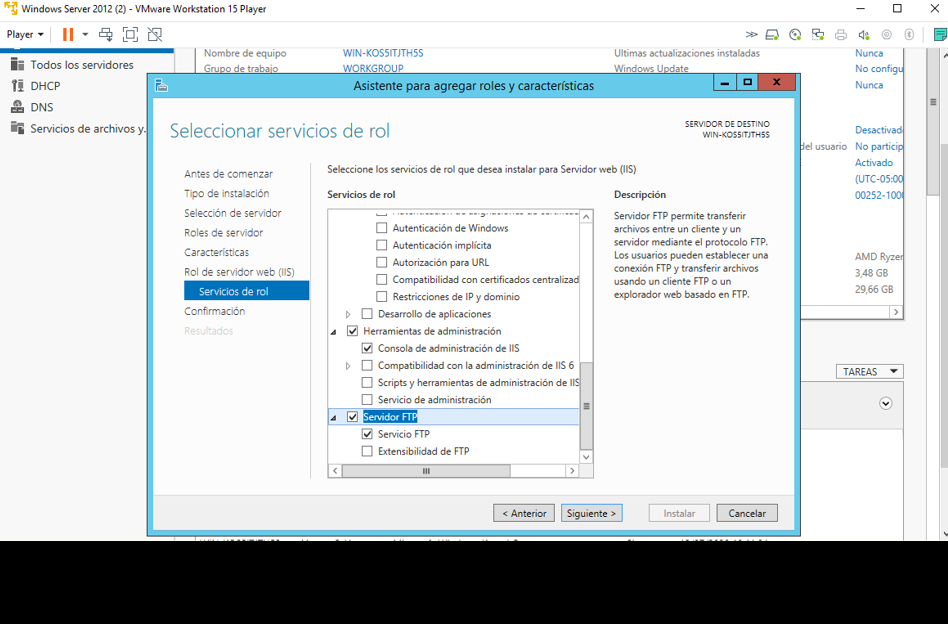 Windows Server 2012 (2) - VMware Workstation 15 Player
Player
Todos los servidores
DHCP
DNS
Servicios de archivos y.
Nombre de equipo
WIN-KOS5ITJTH5S
Últimas actualizaciones instaladas
Nunca
Grupo de trabajo
WORKGROUP
Windows Update
No configu
Nunca
Desactivado
del usuario
No particip
Activado
(UTC-05:00
00252-1000
AMD Ryzen
3,48 GB
29,66 GB
TAREAS
Asistente para agregar roles y características
Seleccionar servicios de rol
SERVIDOR DE DESTINO
WIN-KOS5ITJTH5S
Antes de comenzar
Tipo de instalación
Selección de servidor
Roles de servidor
Características
Rol de servidor web (IIS)
Servicios de rol
Confirmación
Resultados
Seleccione los servicios de rol que desea instalar para Servidor web (IIS)
Servicios de rol
Autenticación de Windows
Autenticación implícita
Autorización para URL
Compatibilidad con certificados centralizad
Restricciones de IP y dominio
Desarrollo de aplicaciones
Herramientas de administración
Consola de administración de IIS
Compatibilidad con la administración de IIS 6
Scripts y herramientas de administración de IIS
Servicio de administración
Servidor FTP
Servicio FTP
Extensibilidad de FTP
Descripción
Servidor FTP permite transferir
archivos entre un cliente y un
servidor mediante el protocolo FTP.
Los usuarios pueden establecer una
conexión FTP y transferir archivos
usando un cliente FTP o un
explorador web basado en FTP.
< Anterior
Siguiente >
Instalar
Cancelar